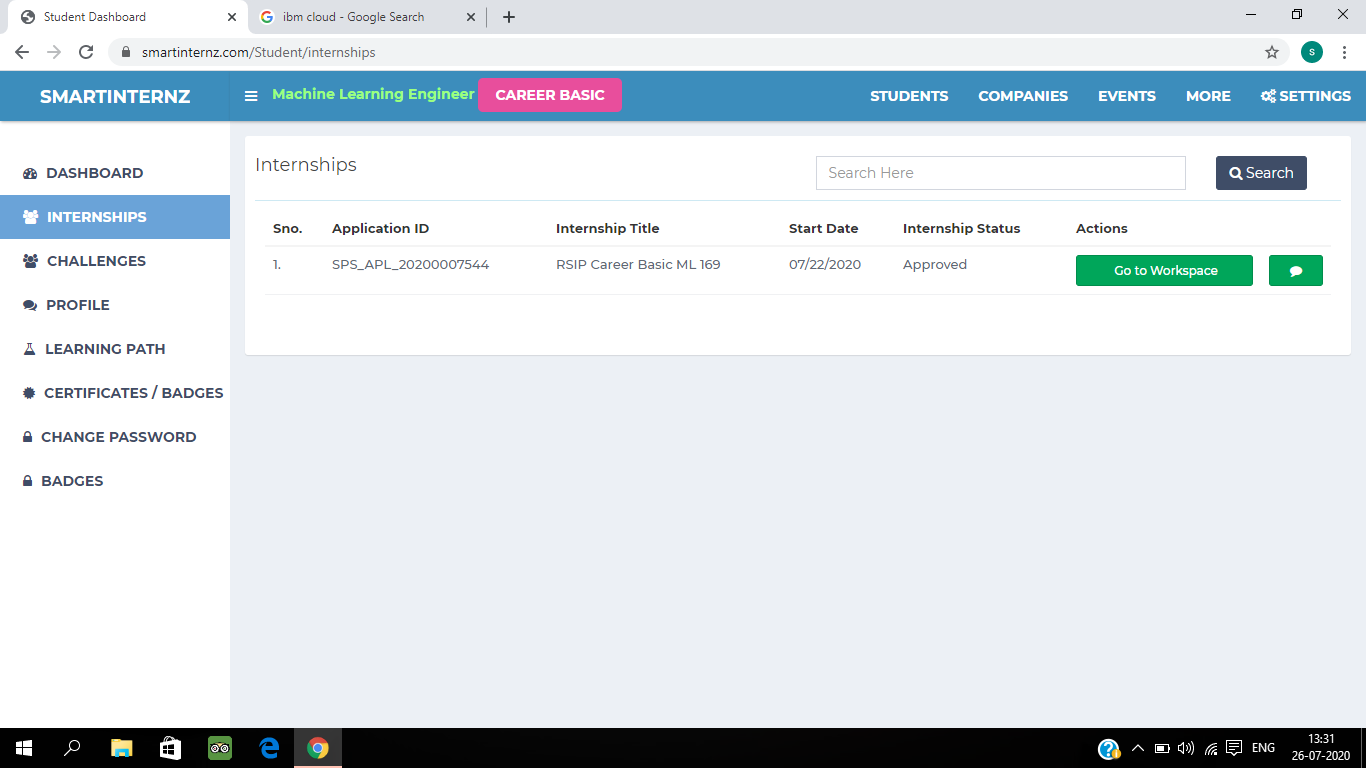 Student Dashboard
ibm cloud - Google Search
smartinternz.com/Student/internships
s
SMARTINTERNZ
Machine Learning Engineer CAREER BASIC
STUDENTS COMPANIES EVENTS MORE SETTINGS
DASHBOARD
INTERNSHIPS
CHALLENGES
PROFILE
LEARNING PATH
CERTIFICATES / BADGES
CHANGE PASSWORD
BADGES
Internships
Search Here
Search
Sno. Application ID Internship Title Start Date Internship Status Actions
1. SPS_APL_20200007544 RSIP Career Basic ML 169 07/22/2020 Approved Go to Workspace
ENG
13:31
26-07-2020